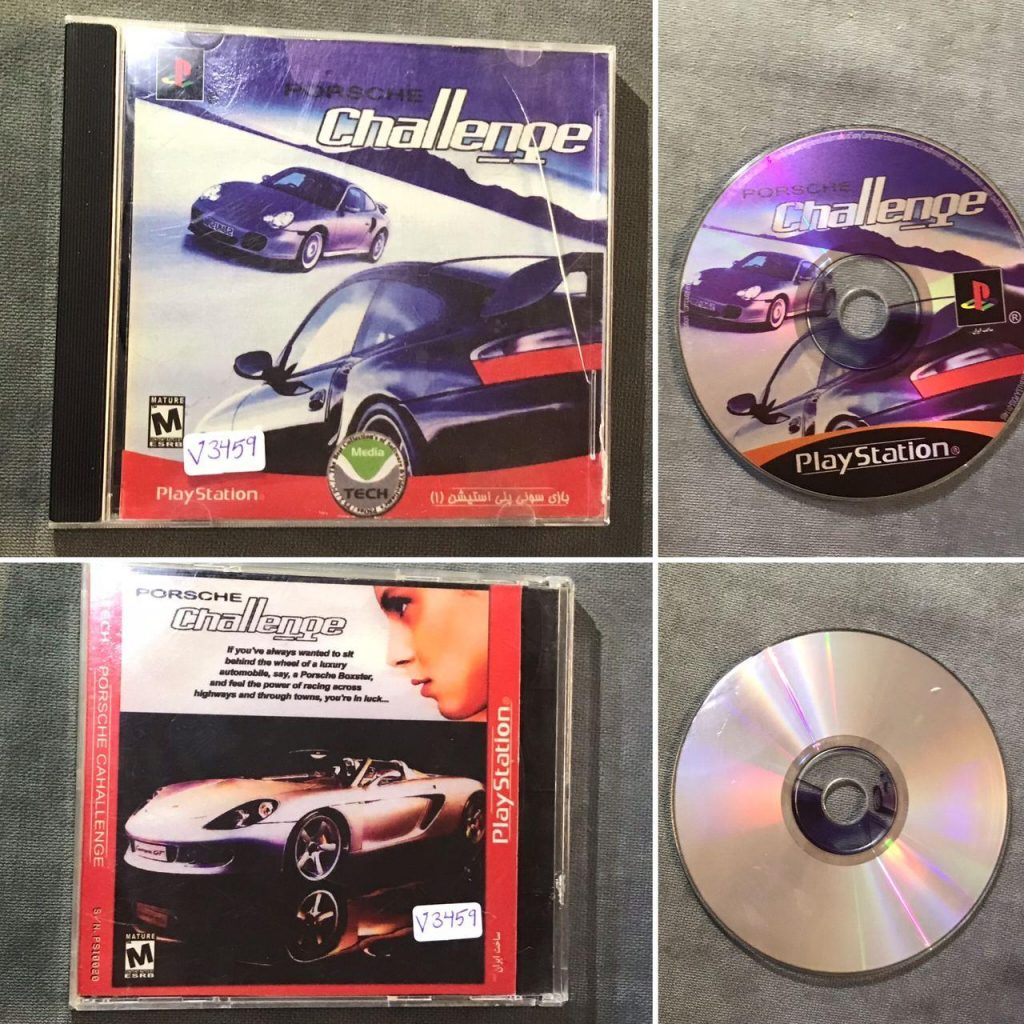 PORSCHE
Challenge
MATURE
M
ESRB
V3459
Media
TECH
PlayStation
بازی سونی پلی استیشن (۱)
PORSCHE
Challenge
ساخت ایران
®
PlayStation®
PORSCHE
Challenge
If you've always wanted to sit
behind the wheel of a luxury
automobile, say, a Porsche Boxster,
and feel the power of racing across
highways and through towns, you're in luck...
TECH
PORSCHE CAHALLENGE
S/N:PSI0020
PlayStation
MATURE
M
ESRB
V3459
ساخت ایران